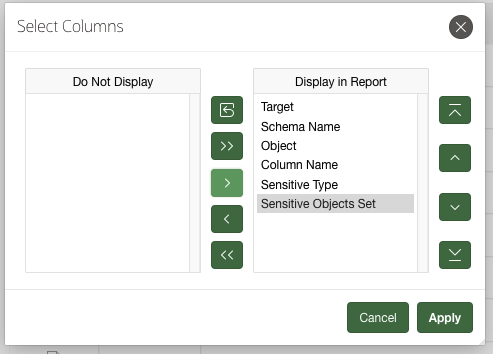 Select Columns
Do Not Display
Display in Report
Target
Schema Name
Object
Column Name
Sensitive Type
Sensitive Objects Set
Cancel
Apply